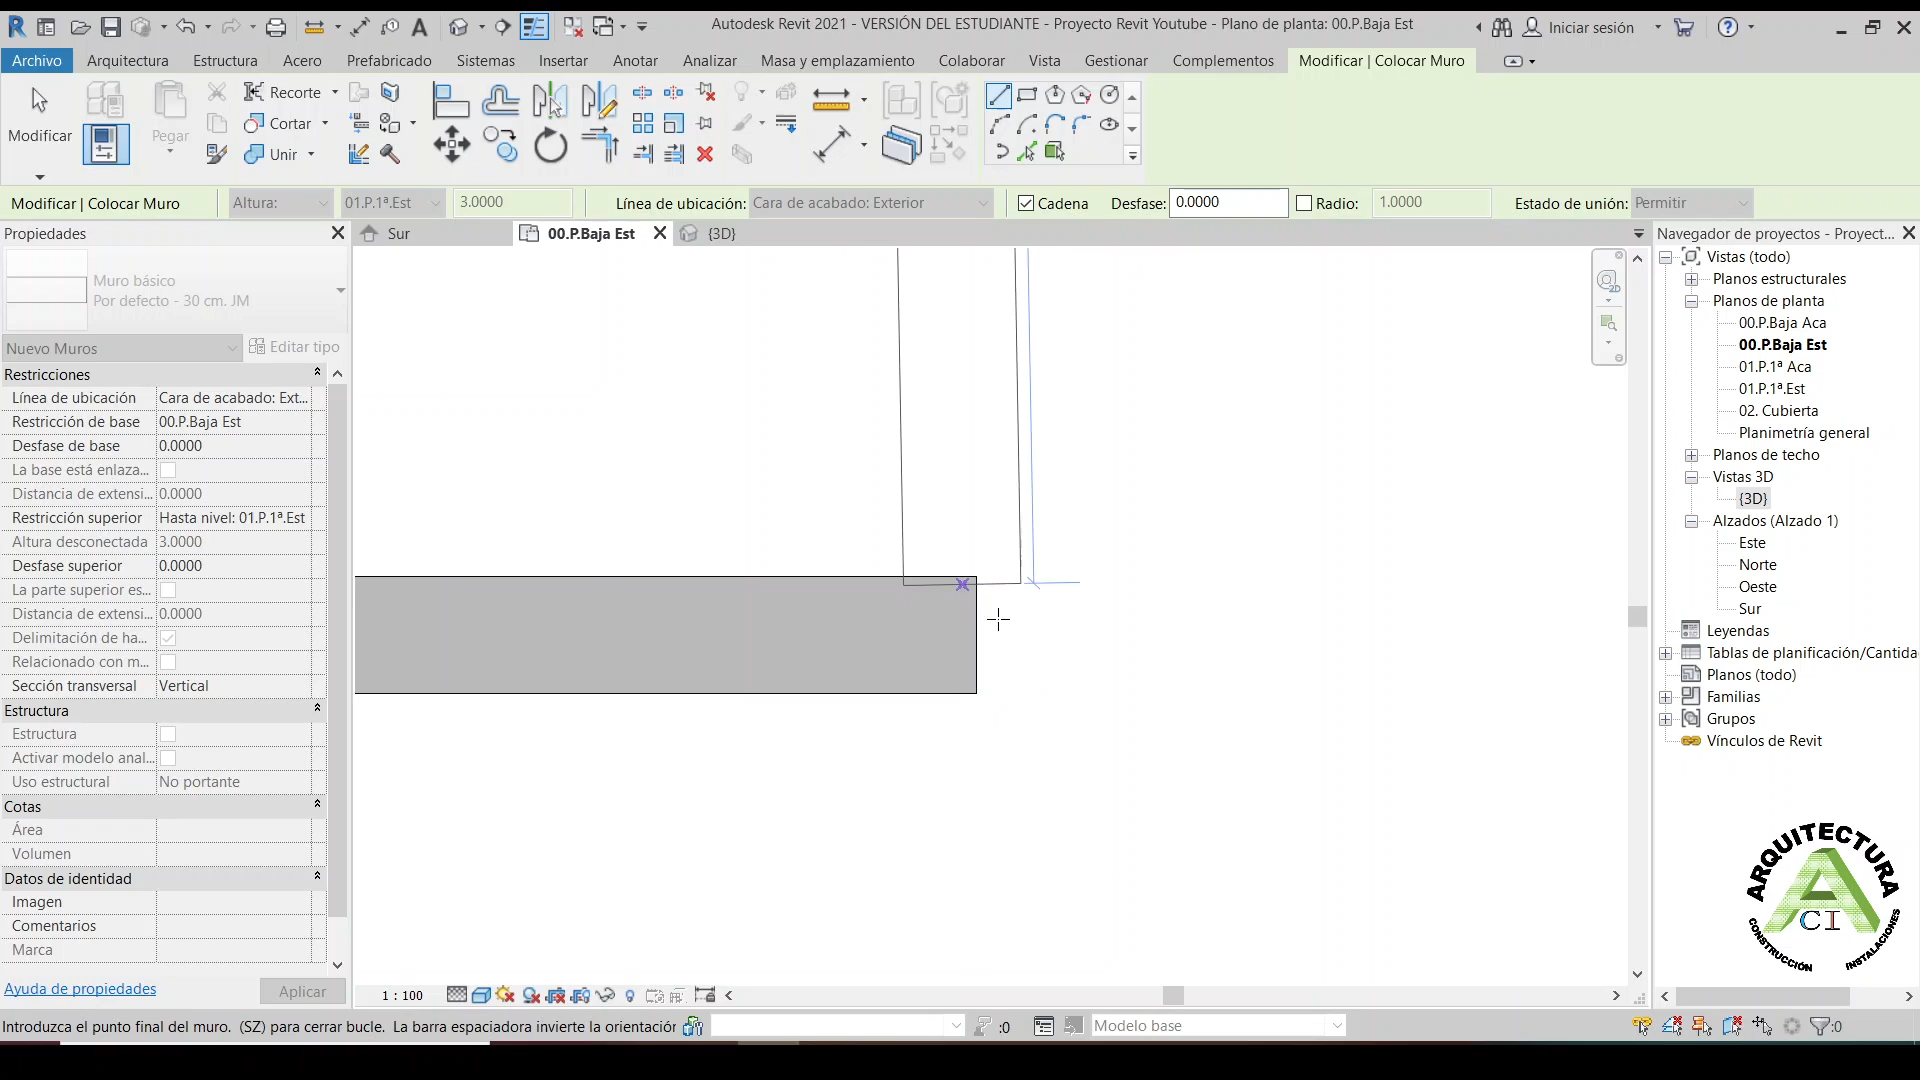 Autodesk Revit 2021 - VERSIÓN DEL ESTUDIANTE - Proyecto Revit Youtube - Plano de planta: 00.P.Baja Est
Iniciar sesión
Archivo Arquitectura Estructura Acero Prefabricado Sistemas Insertar Anotar Analizar Masa y emplazamiento Colaborar Vista Gestionar Complementos Modificar | Colocar Muro
Modificar
Pegar
Recorte
Cortar
Unir
Modificar | Colocar Muro Altura: 01.P.1ª.Est 3.0000 Línea de ubicación: Cara de acabado: Exterior Cadena Desfase: 0.0000 Radio: 1.0000 Estado de unión: Permitir
Propiedades
Sur 00.P.Baja Est {3D}
Muro básico
Por defecto - 30 cm. JM
Nuevo Muros Editar tipo
Restricciones
Línea de ubicación Cara de acabado: Ext...
Restricción de base 00.P.Baja Est
Desfase de base 0.0000
La base está enlaza...
Distancia de extensi... 0.0000
Restricción superior Hasta nivel: 01.P.1ª.Est
Altura desconectada 3.0000
Desfase superior 0.0000
La parte superior es...
Distancia de extensi... 0.0000
Delimitación de ha...
Relacionado con m...
Sección transversal Vertical
Estructura
Estructura
Activar modelo anal...
Uso estructural No portante
Cotas
Área
Volumen
Datos de identidad
Imagen
Comentarios
Marca
Ayuda de propiedades Aplicar
2D
Navegador de proyectos - Proyect...
Vistas (todo)
Planos estructurales
Planos de planta
00.P.Baja Aca
00.P.Baja Est
01.P.1ª Aca
01.P.1ª.Est
02. Cubierta
Planimetría general
Planos de techo
Vistas 3D
{3D}
Alzados (Alzado 1)
Este
Norte
Oeste
Sur
Leyendas
Tablas de planificación/Cantida
Planos (todo)
Familias
Grupos
Vínculos de Revit
ARQUITECTURA
CI
CONSTRUCCIÓN INSTALACIONES
1 : 100
Introduzca el punto final del muro. (SZ) para cerrar bucle. La barra espaciadora invierte la orientación :0 Modelo base :0